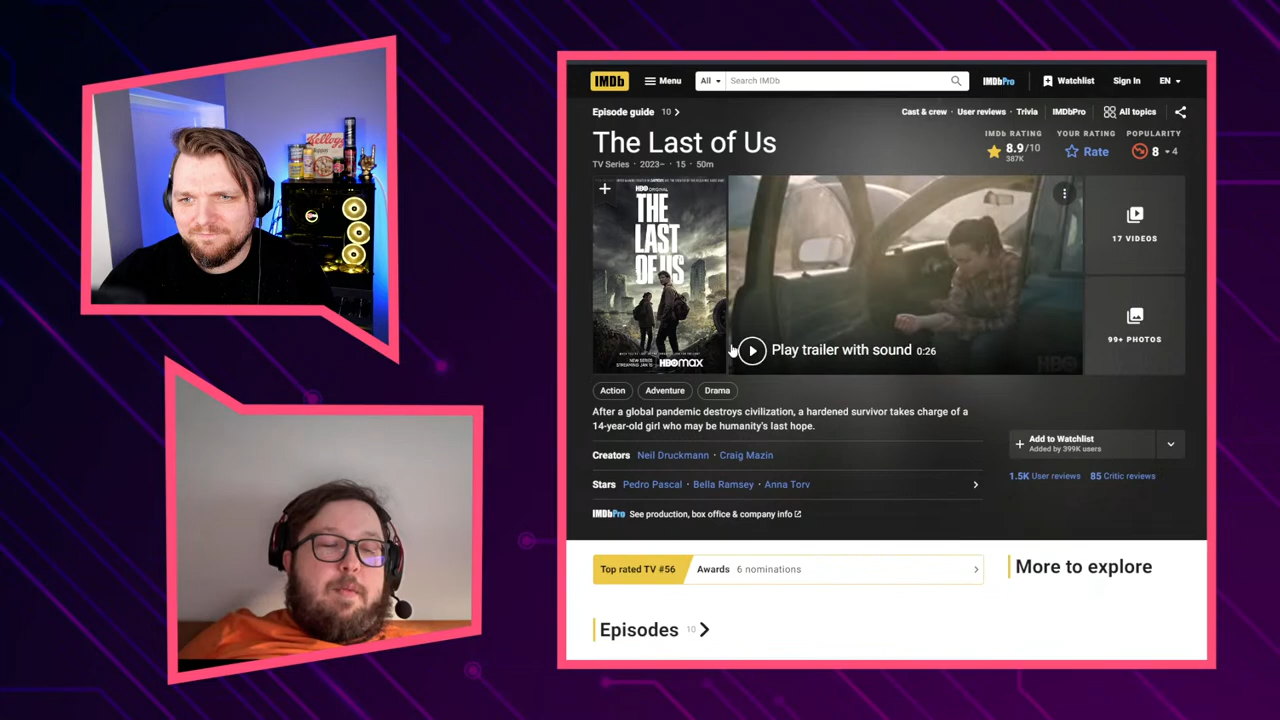 Kellogg's
IMDb Menu All Search IMDb IMDbPro Watchlist Sign In EN
Episode guide 10 Cast & crew · User reviews · Trivia IMDbPro All topics
The Last of Us
TV Series · 2023– · 15 · 50m
IMDb RATING YOUR RATING POPULARITY
8.9/10 Rate 8 4
387K
HBO ORIGINAL
THE
LAST
OF US
HBOMAX
Play trailer with sound 0:26
HBO
17 VIDEOS
99+ PHOTOS
Action Adventure Drama
After a global pandemic destroys civilization, a hardened survivor takes charge of a
14-year-old girl who may be humanity's last hope.
Creators Neil Druckmann · Craig Mazin
Stars Pedro Pascal · Bella Ramsey · Anna Torv
IMDbPro See production, box office & company info
Add to Watchlist
Added by 399K users
1.5K User reviews 85 Critic reviews
Top rated TV #56 Awards 6 nominations
More to explore
Episodes 10